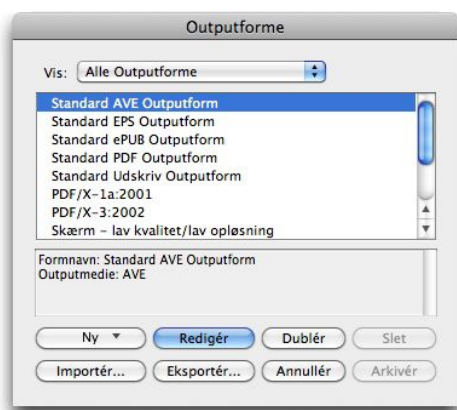 Outputforme
Vis: Alle Outputforme
Standard AVE Outputform
Standard EPS Outputform
Standard ePUB Outputform
Standard PDF Outputform
Standard Udskriv Outputform
PDF/X-1a:2001
PDF/X-3:2002
Skærm - lav kvalitet/lav opløsning
Formnavn: Standard AVE Outputform
Outputmedie: AVE
Ny Redigér Dublér Slet
Importér... Eksportér... Annullér Arkivér